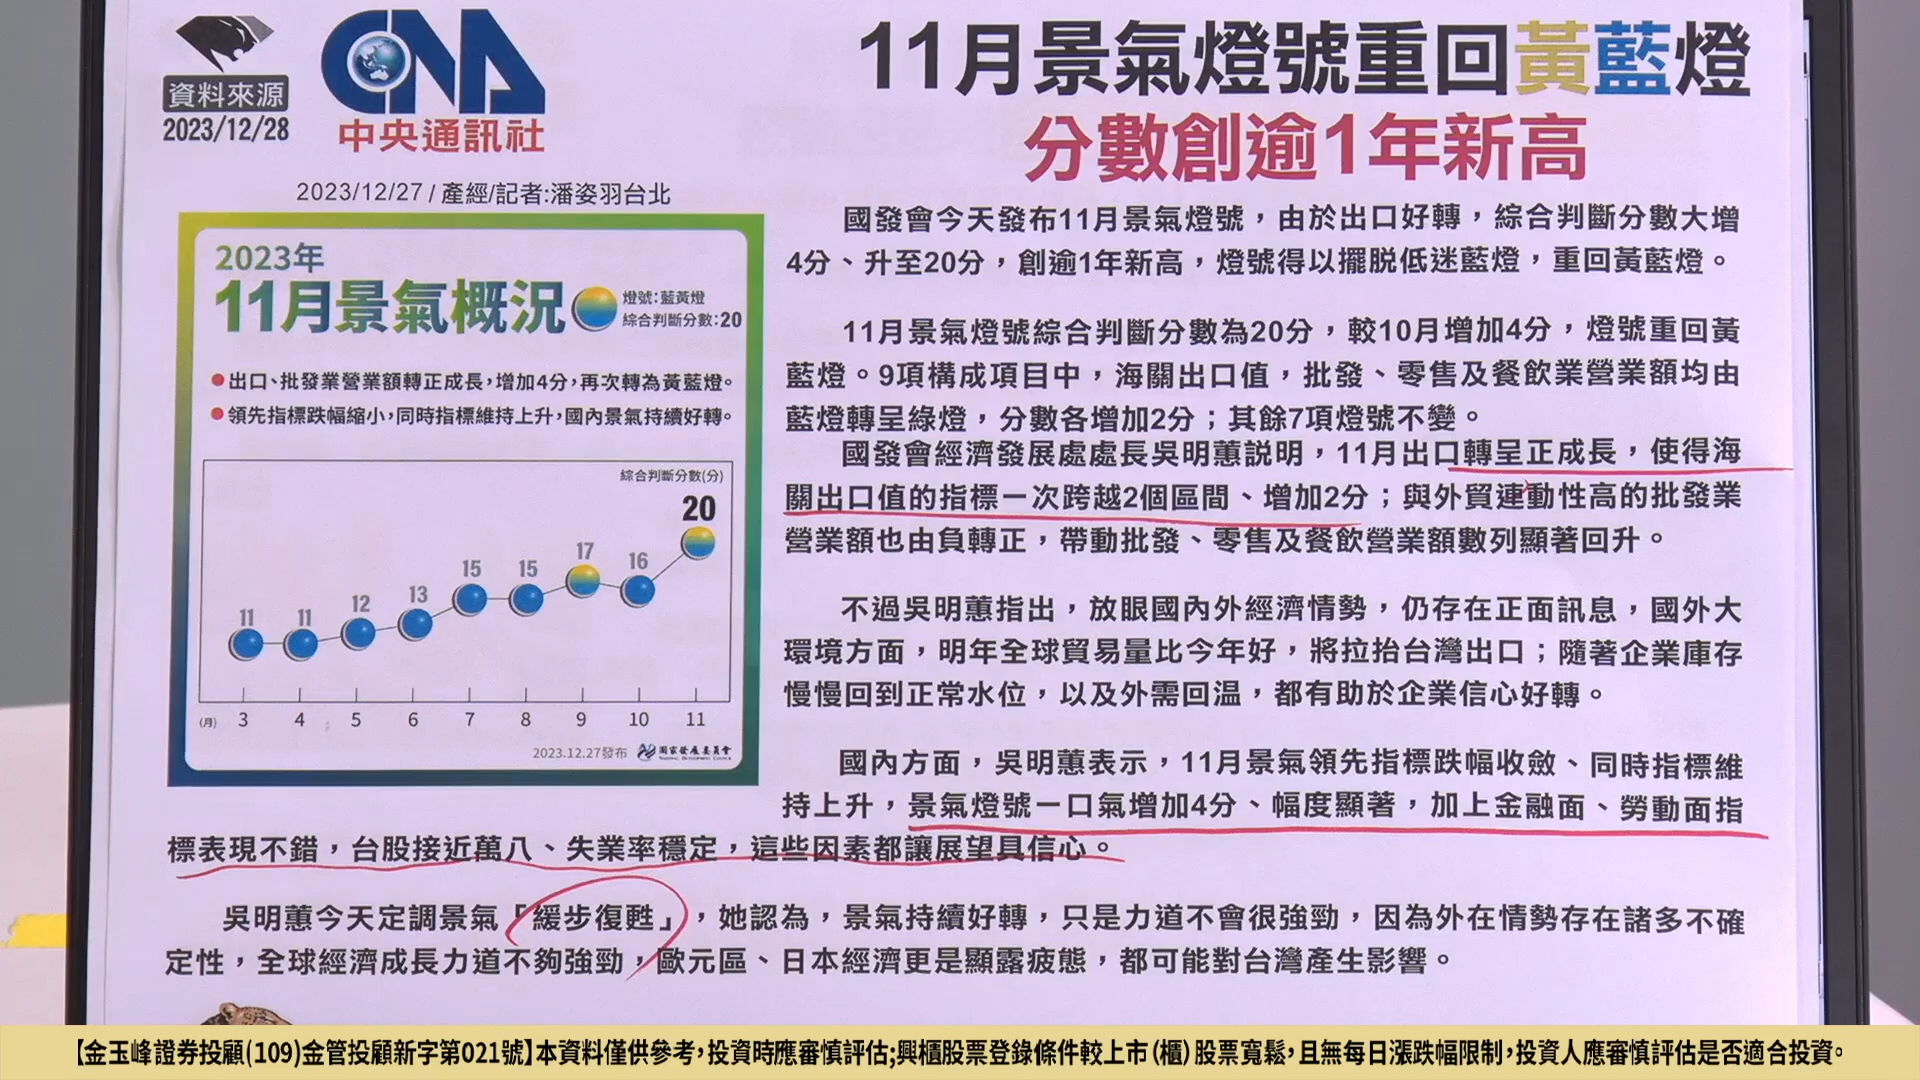 資料來源
2023/12/28
CNA
中央通訊社
11月景氣燈號重回黃藍燈
分數創逾1年新高
2023/12/27 / 產經/記者:潘姿羽台北
2023年
11月景氣概況
燈號:藍黃燈
綜合判斷分數:20
●出口、批發業營業額轉正成長,增加4分,再次轉為黃藍燈。
●領先指標跌幅縮小,同時指標維持上升,國內景氣持續好轉。
綜合判斷分數(分)
11 11 12 13 15 15 17 16 20
(月) 3 4 5 6 7 8 9 10 11
2023.12.27發布 國家發展委員會
NATIONAL DEVELOPMENT COUNCIL
國發會今天發布11月景氣燈號，由於出口好轉，綜合判斷分數大增
4分、升至20分，創逾1年新高，燈號得以擺脫低迷藍燈，重回黃藍燈。
11月景氣燈號綜合判斷分數為20分，較10月增加4分，燈號重回黃
藍燈。9項構成項目中，海關出口值，批發、零售及餐飲業營業額均由
藍燈轉呈綠燈，分數各增加2分；其餘7項燈號不變。
國發會經濟發展處處長吳明蕙說明，11月出口轉呈正成長，使得海
關出口值的指標一次跨越2個區間、增加2分；與外貿連動性高的批發業
營業額也由負轉正，帶動批發、零售及餐飲營業額數列顯著回升。
不過吳明蕙指出，放眼國內外經濟情勢，仍存在正面訊息，國外大
環境方面，明年全球貿易量比今年好，將拉抬台灣出口；隨著企業庫存
慢慢回到正常水位，以及外需回溫，都有助於企業信心好轉。
國內方面，吳明蕙表示，11月景氣領先指標跌幅收斂、同時指標維
持上升，景氣燈號一口氣增加4分、幅度顯著，加上金融面、勞動面指
標表現不錯，台股接近萬八、失業率穩定，這些因素都讓展望具信心。
吳明蕙今天定調景氣「緩步復甦」，她認為，景氣持續好轉，只是力道不會很強勁，因為外在情勢存在諸多不確
定性，全球經濟成長力道不夠強勁，歐元區、日本經濟更是顯露疲態，都可能對台灣產生影響。
【金玉峰證券投顧(109)金管投顧新字第021號】本資料僅供參考,投資時應審慎評估;興櫃股票登錄條件較上市(櫃)股票寬鬆,且無每日漲跌幅限制,投資人應審慎評估是否適合投資。